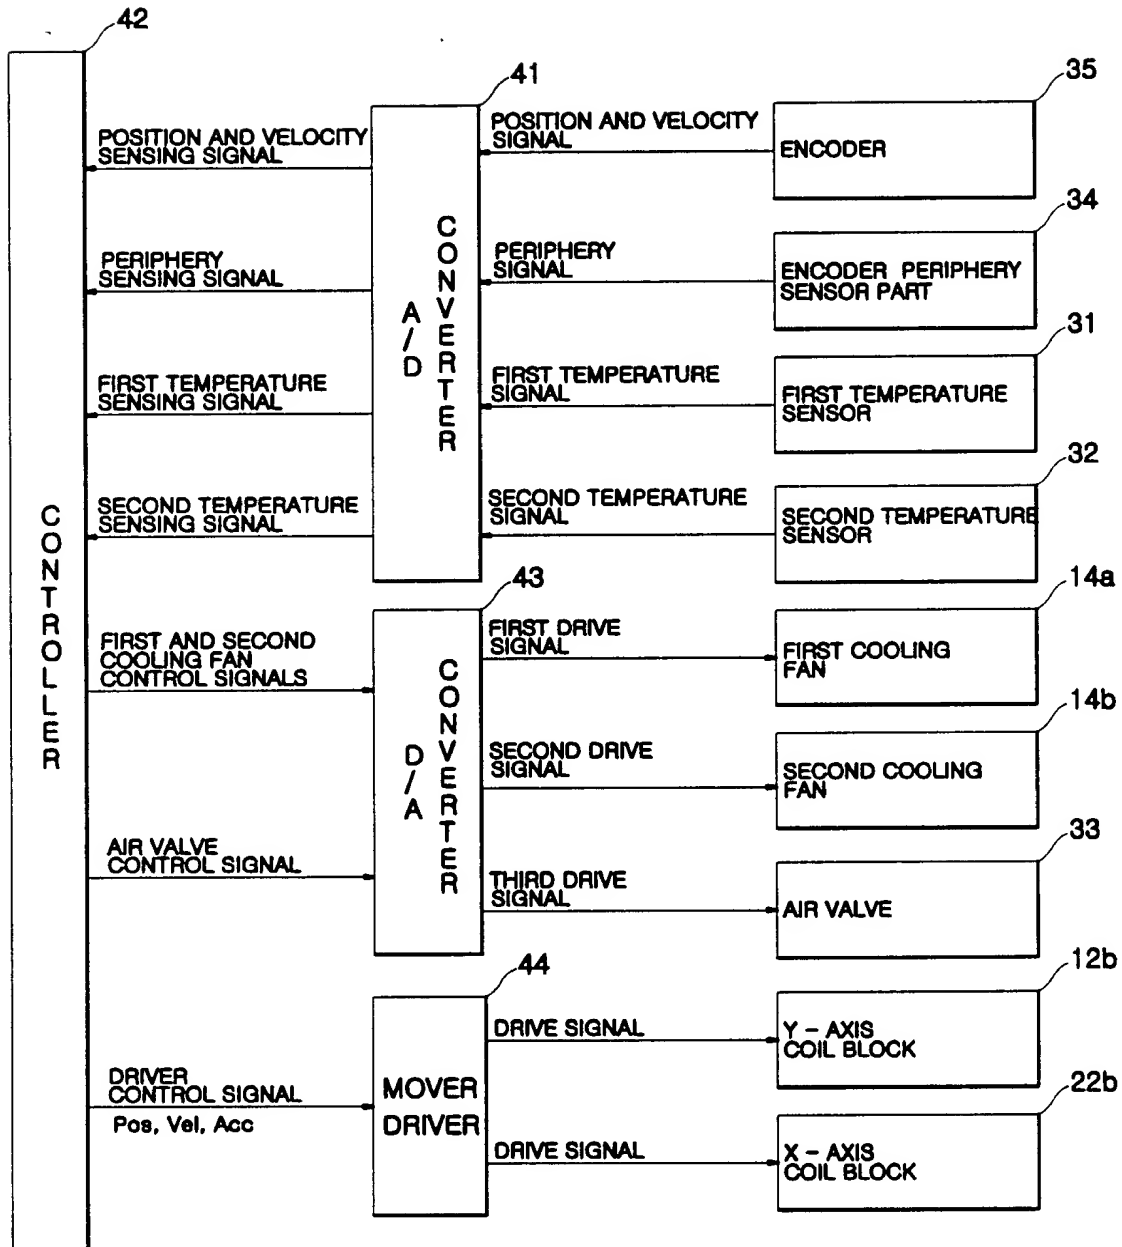 42
41
35
POSITION AND VELOCITY
SENSING SIGNAL
POSITION AND VELOCITY
SIGNAL
ENCODER
34
PERIPHERY
SENSING SIGNAL
PERIPHERY
SIGNAL
ENCODER PERIPHERY
SENSOR PART
A/D
CONVERTER
31
FIRST TEMPERATURE
SENSING SIGNAL
FIRST TEMPERATURE
SIGNAL
FIRST TEMPERATURE
SENSOR
32
SECOND TEMPERATURE
SENSING SIGNAL
SECOND TEMPERATURE
SIGNAL
SECOND TEMPERATURE
SENSOR
CONTROLLER
43
14a
FIRST AND SECOND
COOLING FAN
CONTROL SIGNALS
FIRST DRIVE
SIGNAL
FIRST COOLING
FAN
14b
D/A
CONVERTER
SECOND DRIVE
SIGNAL
SECOND COOLING
FAN
33
AIR VALVE
CONTROL SIGNAL
THIRD DRIVE
SIGNAL
AIR VALVE
44
12b
DRIVE SIGNAL
Y - AXIS
COIL BLOCK
DRIVER
CONTROL SIGNAL
Pos, Vel, Acc
MOVER
DRIVER
22b
DRIVE SIGNAL
X - AXIS
COIL BLOCK